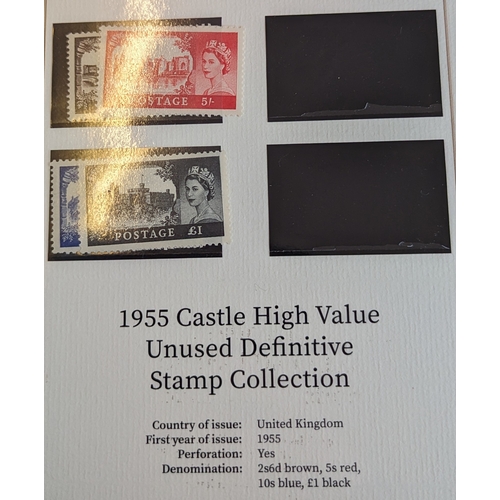 POSTAGE 5/-
POSTAGE £1
1955 Castle High Value
Unused Definitive
Stamp Collection
Country of issue: United Kingdom
First year of issue: 1955
Perforation: Yes
Denomination: 2s6d brown, 5s red,
10s blue, £1 black